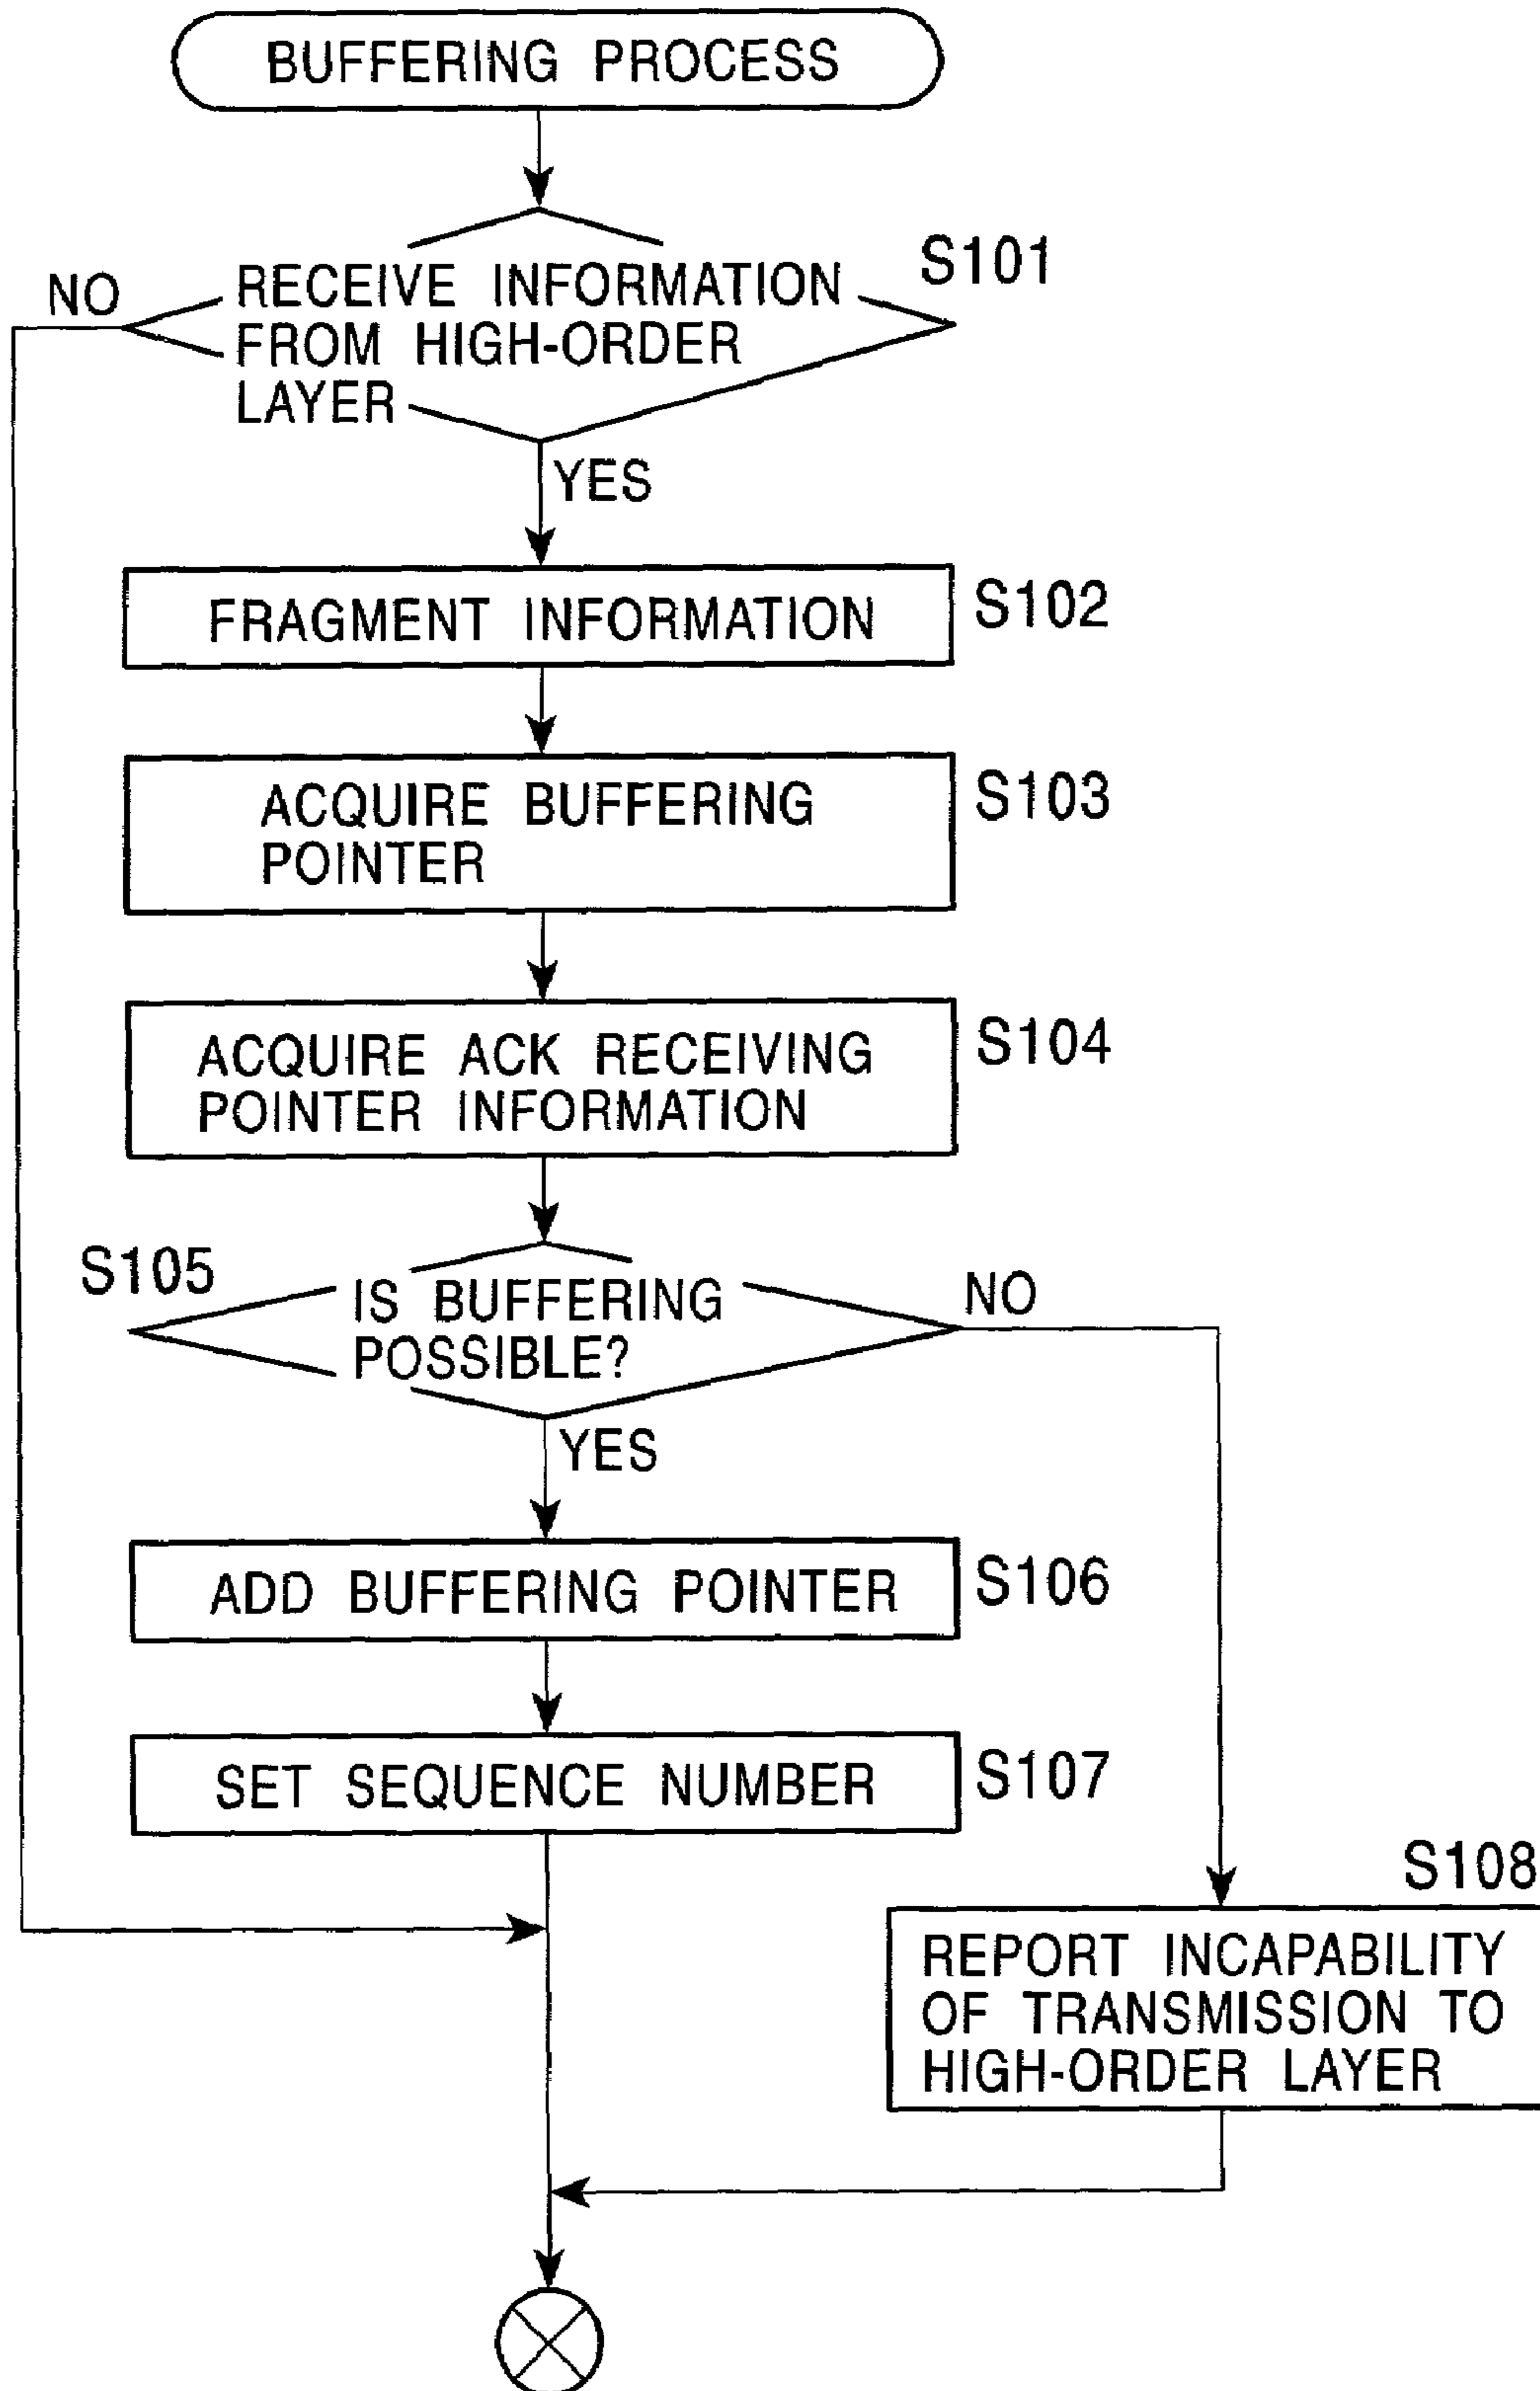 BUFFERING PROCESS
S101
NO
RECEIVE INFORMATION
FROM HIGH-ORDER
LAYER
YES
FRAGMENT INFORMATION
S102
ACQUIRE BUFFERING
POINTER
S103
ACQUIRE ACK RECEIVING
POINTER INFORMATION
S104
S105
IS BUFFERING
POSSIBLE?
NO
YES
ADD BUFFERING POINTER
S106
SET SEQUENCE NUMBER
S107
S108
REPORT INCAPABILITY
OF TRANSMISSION TO
HIGH-ORDER LAYER